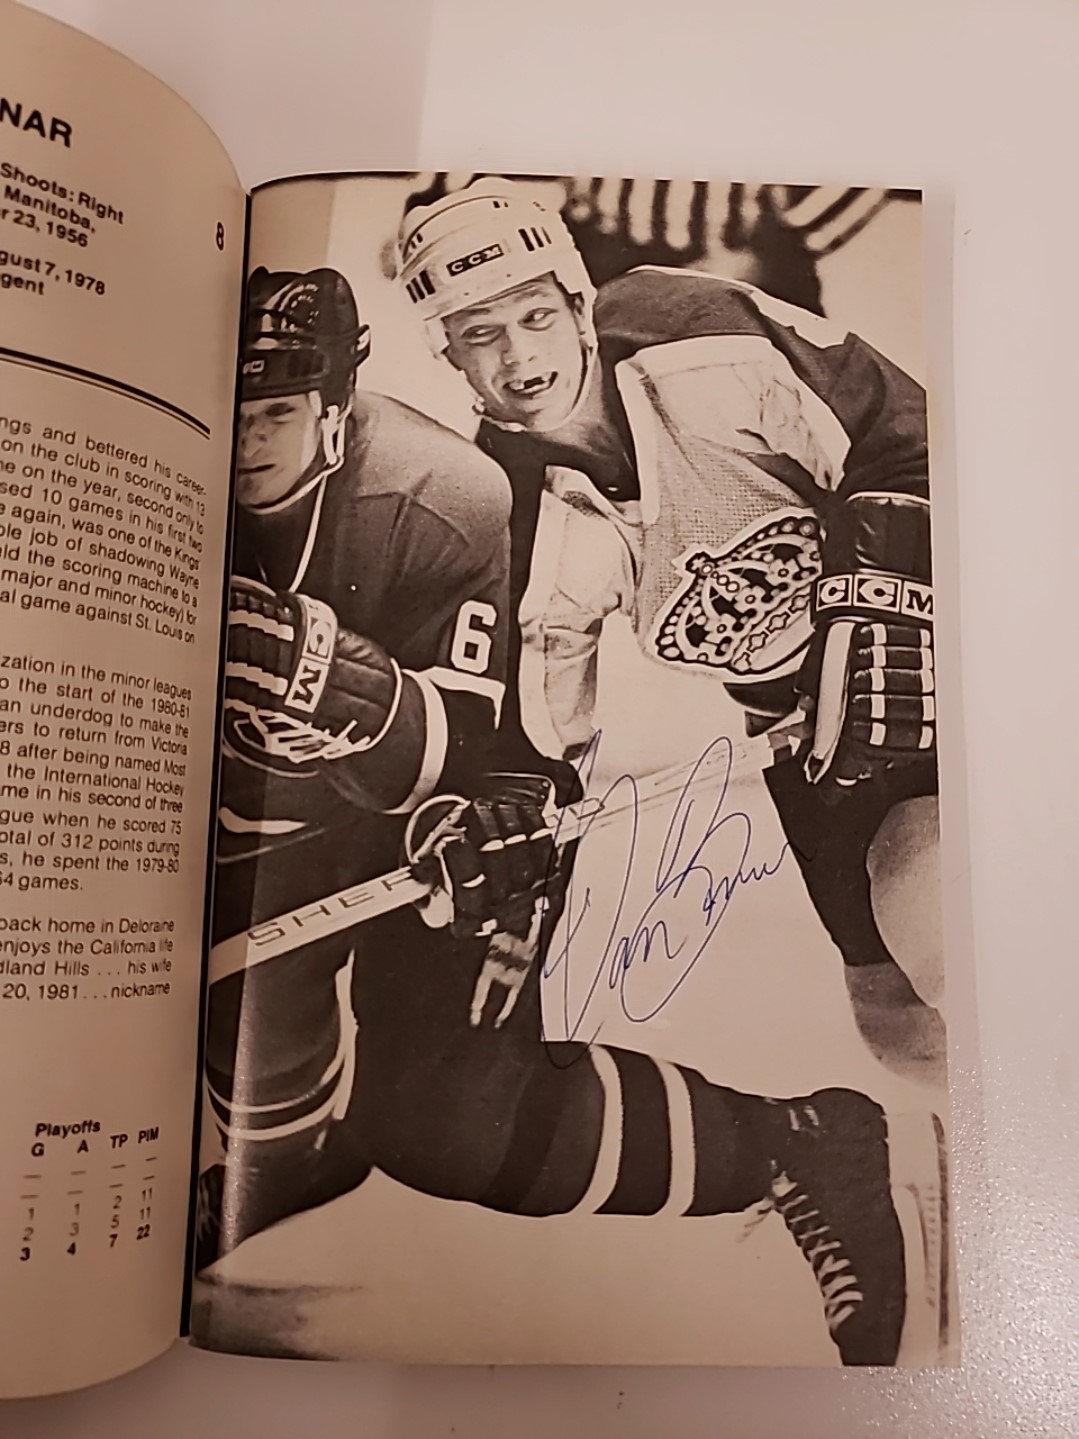 NAR
Shoots: Right
Manitoba,
r 23, 1956
gust 7, 1978
gent
8
ngs and bettered his career-
on the club in scoring with 13
e on the year, second only to
sed 10 games in his first two
e again, was one of the Kings'
ble job of shadowing Wayne
eld the scoring machine to a
major and minor hockey) for
al game against St. Louis on
zation in the minor leagues
o the start of the 1980-81
an underdog to make the
ers to return from Victoria
8 after being named Most
the International Hockey
me in his second of three
gue when he scored 75
otal of 312 points during
s, he spent the 1979-80
64 games.
back home in Deloraine
enjoys the California life
dland Hills ... his wife
20, 1981 ... nickname
Playoffs
G A TP PIM
— — — —
— — — —
1 1 2 11
2 3 5 11
3 4 7 22
CCM
6
CCM
CCM
SHER
Dan Bonar